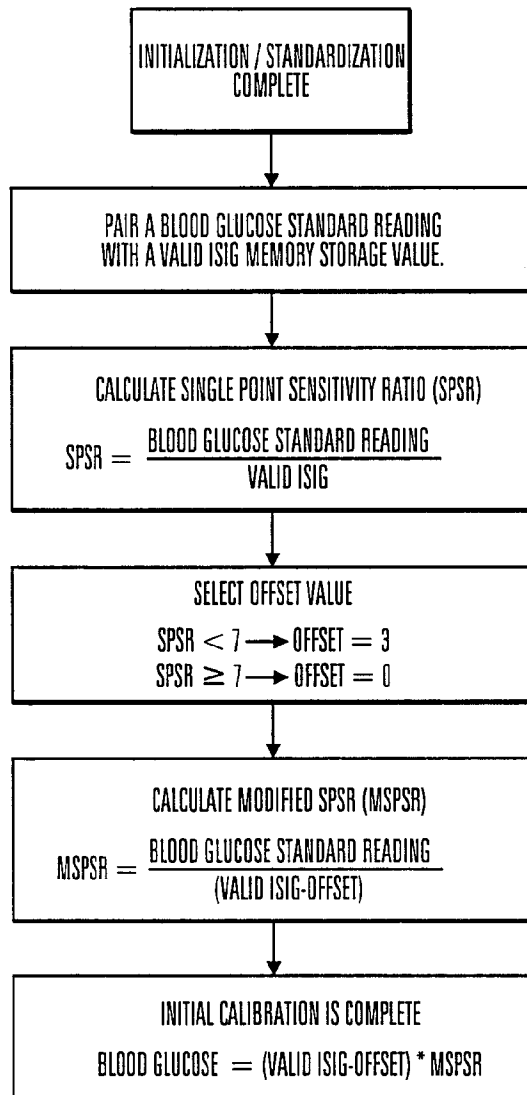 INITIALIZATION / STANDARDIZATION
COMPLETE
PAIR A BLOOD GLUCOSE STANDARD READING
WITH A VALID ISIG MEMORY STORAGE VALUE.
CALCULATE SINGLE POINT SENSITIVITY RATIO (SPSR)
SPSR = BLOOD GLUCOSE STANDARD READING
VALID ISIG
SELECT OFFSET VALUE
SPSR < 7 → OFFSET = 3
SPSR ≥ 7 → OFFSET = 0
CALCULATE MODIFIED SPSR (MSPSR)
MSPSR = BLOOD GLUCOSE STANDARD READING
(VALID ISIG-OFFSET)
INITIAL CALIBRATION IS COMPLETE
BLOOD GLUCOSE = (VALID ISIG-OFFSET) * MSPSR